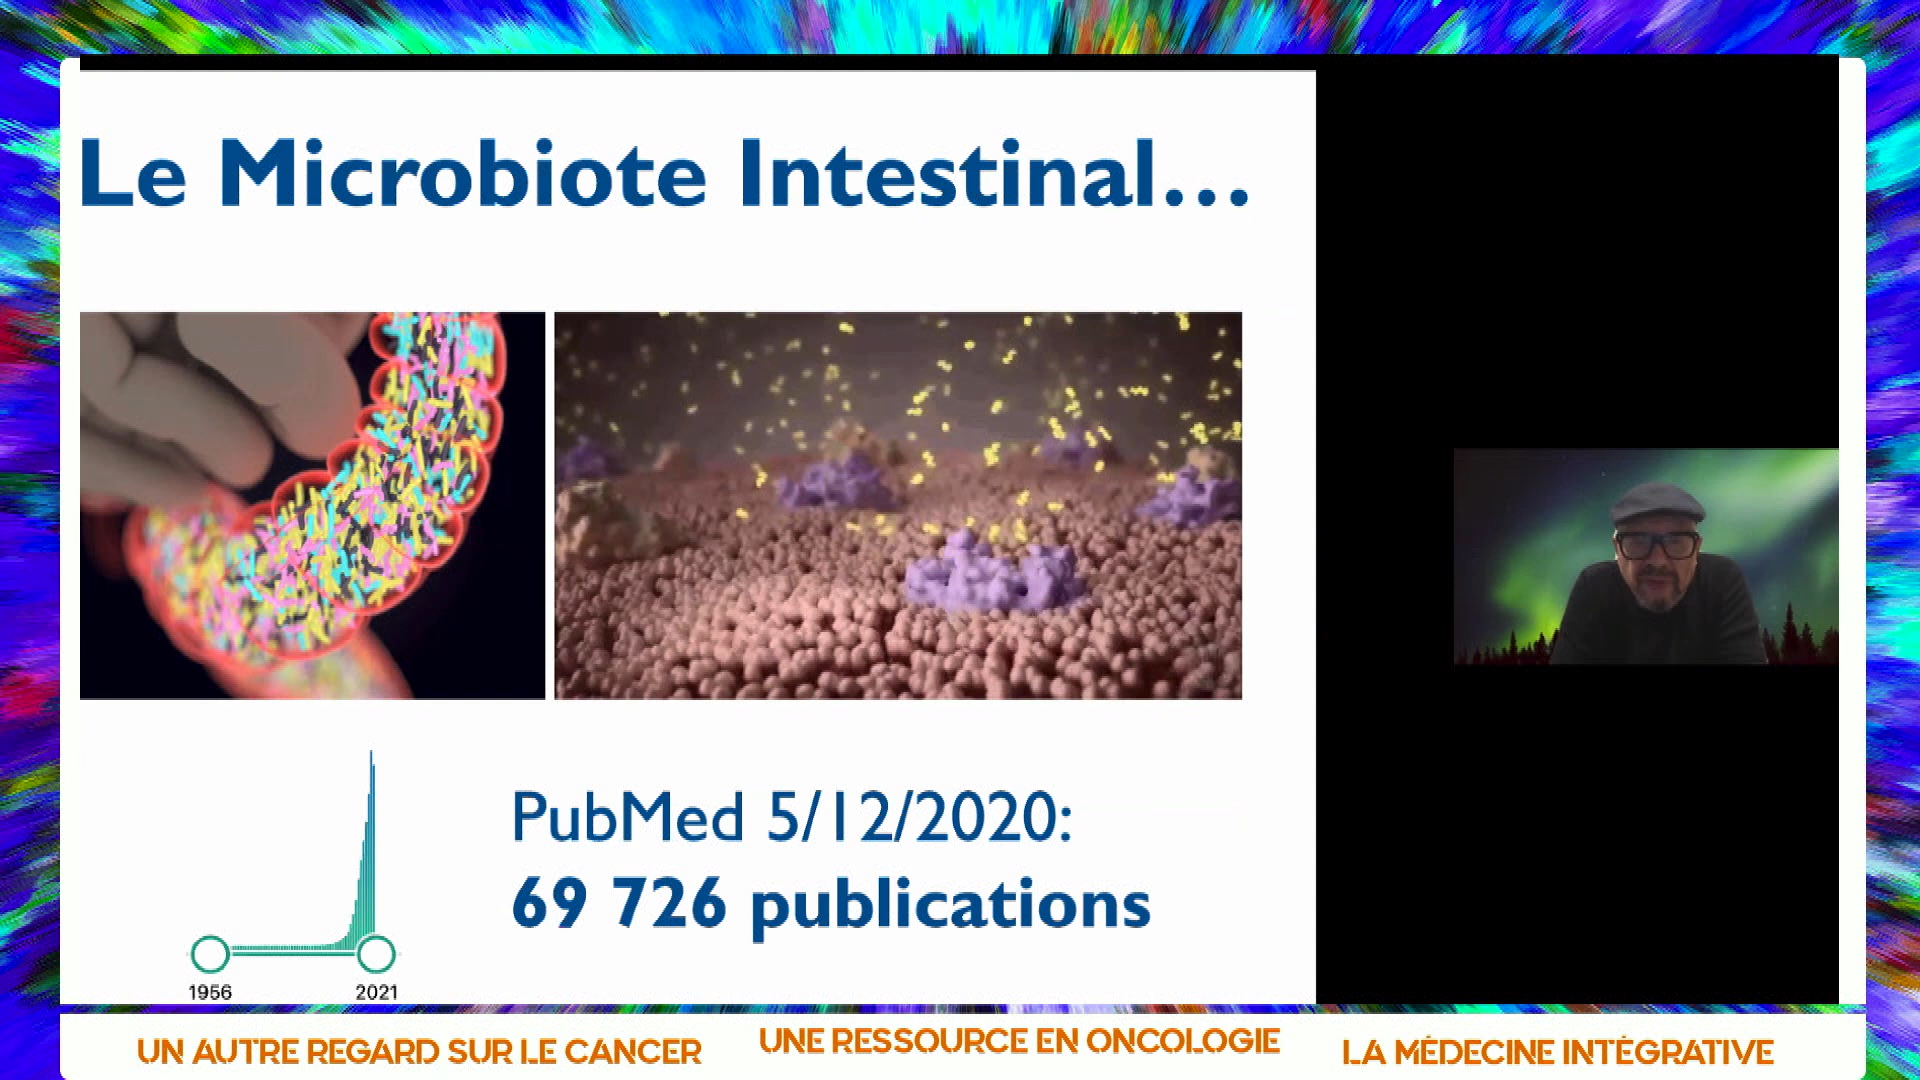 Le Microbiote Intestinal...
PubMed 5/12/2020:
69 726 publications
1956
2021
UN AUTRE REGARD SUR LE CANCER
UNE RESSOURCE EN ONCOLOGIE
LA MÉDECINE INTÉGRATIVE